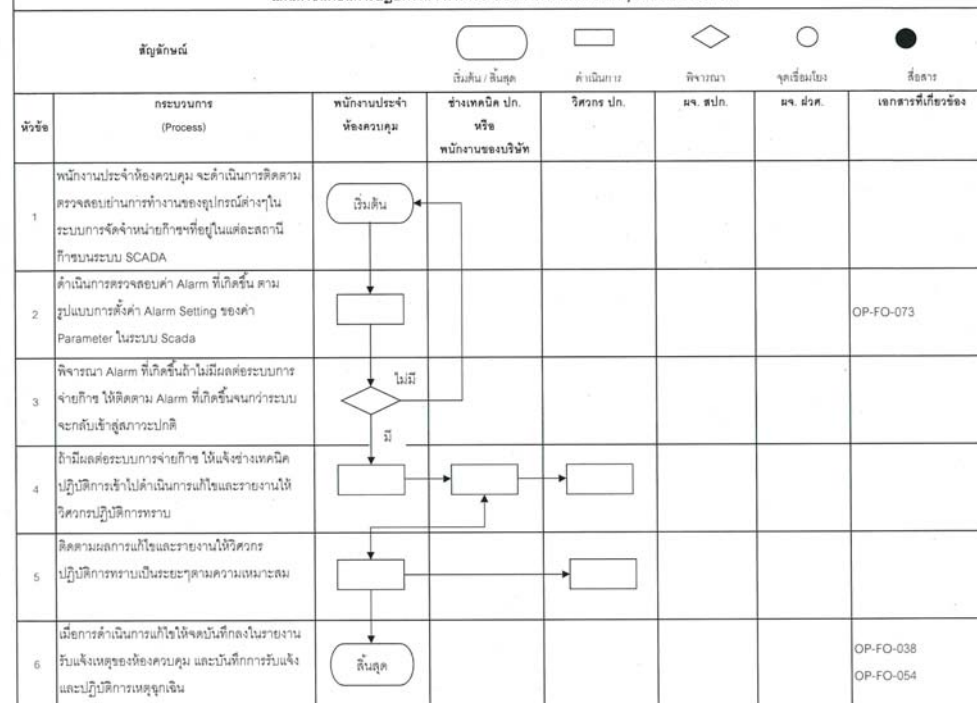 สัญลักษณ์
เริ่มต้น / สิ้นสุด
ดำเนินการ
พิจารณา
จุดเชื่อมโยง
สื่อสาร
หัวข้อ
กระบวนการ
(Process)
พนักงานประจำ
ห้องควบคุม
ช่างเทคนิค ปก.
หรือ
พนักงานของบริษัท
วิศวกร ปก.
ผจ. สปก.
ผจ. ฝวศ.
เอกสารที่เกี่ยวข้อง
1
พนักงานประจำห้องควบคุม จะดำเนินการติดตาม
ตรวจสอบย่านการทำงานของอุปกรณ์ต่างๆใน
ระบบการจัดจำหน่ายก๊าซฯที่อยู่ในแต่ละสถานี
ก๊าซบนระบบ SCADA
เริ่มต้น
2
ดำเนินการตรวจสอบค่า Alarm ที่เกิดขึ้น ตาม
รูปแบบการตั้งค่า Alarm Setting ของค่า
Parameter ในระบบ Scada
OP-FO-073
3
พิจารณา Alarm ที่เกิดขึ้นถ้าไม่มีผลต่อระบบการ
จ่ายก๊าซ ให้ติดตาม Alarm ที่เกิดขึ้นจนกว่าระบบ
จะกลับเข้าสู่สภาวะปกติ
ไม่มี
มี
4
ถ้ามีผลต่อระบบการจ่ายก๊าซ ให้แจ้งช่างเทคนิค
ปฏิบัติการเข้าไปดำเนินการแก้ไขและรายงานให้
วิศวกรปฏิบัติการทราบ
5
ติดตามผลการแก้ไขและรายงานให้วิศวกร
ปฏิบัติการทราบเป็นระยะๆตามความเหมาะสม
6
เมื่อการดำเนินการแก้ไขให้จดบันทึกลงในรายงาน
รับแจ้งเหตุของห้องควบคุม และบันทึกการรับแจ้ง
และปฏิบัติการเหตุฉุกเฉิน
สิ้นสุด
OP-FO-038
OP-FO-054